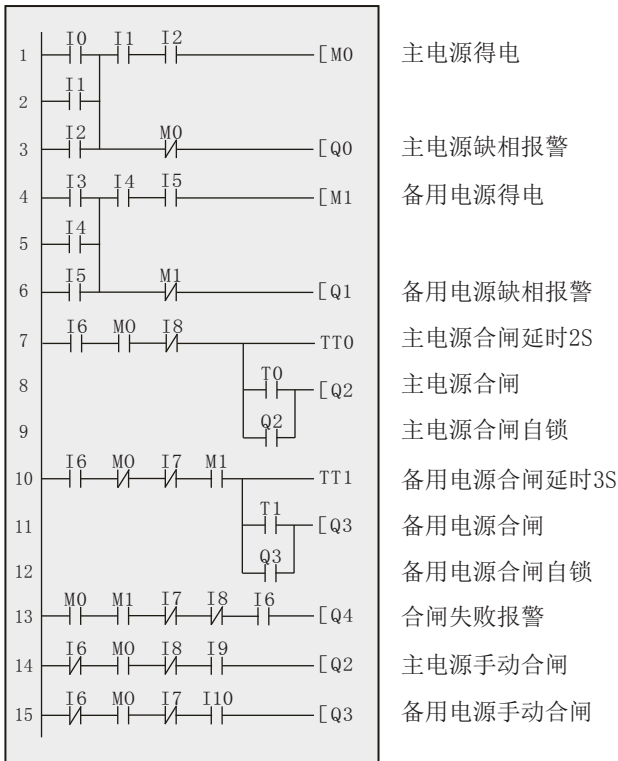 I0 I1 I2
1 [ M0 主电源得电
I1
2
I2 M0
3 [ Q0 主电源缺相报警
I3 I4 I5
4 [ M1 备用电源得电
I4
5
I5 M1
6 [ Q1 备用电源缺相报警
I6 M0 I8
7 TT0 主电源合闸延时2S
T0
8 [ Q2 主电源合闸
Q2
9 主电源合闸自锁
I6 M0 I7 M1
10 TT1 备用电源合闸延时3S
T1
11 [ Q3 备用电源合闸
Q3
12 备用电源合闸自锁
M0 M1 I7 I8 I6
13 [ Q4 合闸失败报警
I6 M0 I8 I9
14 [ Q2 主电源手动合闸
I6 M0 I7 I10
15 [ Q3 备用电源手动合闸